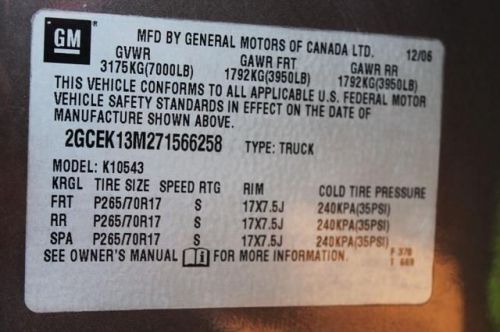 GM
MFD BY GENERAL MOTORS OF CANADA LTD. 12/06
GVWR GAWR FRT GAWR RR
3175KG(7000LB) 1792KG(3950LB) 1792KG(3950LB)
THIS VEHICLE CONFORMS TO ALL APPLICABLE U.S. FEDERAL MOTOR
VEHICLE SAFETY STANDARDS IN EFFECT ON THE DATE OF
MANUFACTURE SHOWN ABOVE.
2GCEK13M271566258 TYPE: TRUCK
MODEL: K10543
KRGL TIRE SIZE SPEED RTG RIM COLD TIRE PRESSURE
FRT P265/70R17 S 17X7.5J 240KPA(35PSI)
RR P265/70R17 S 17X7.5J 240KPA(35PSI)
SPA P265/70R17 S 17X7.5J 240KPA(35PSI)
SEE OWNER'S MANUAL FOR MORE INFORMATION. F 378
T 669